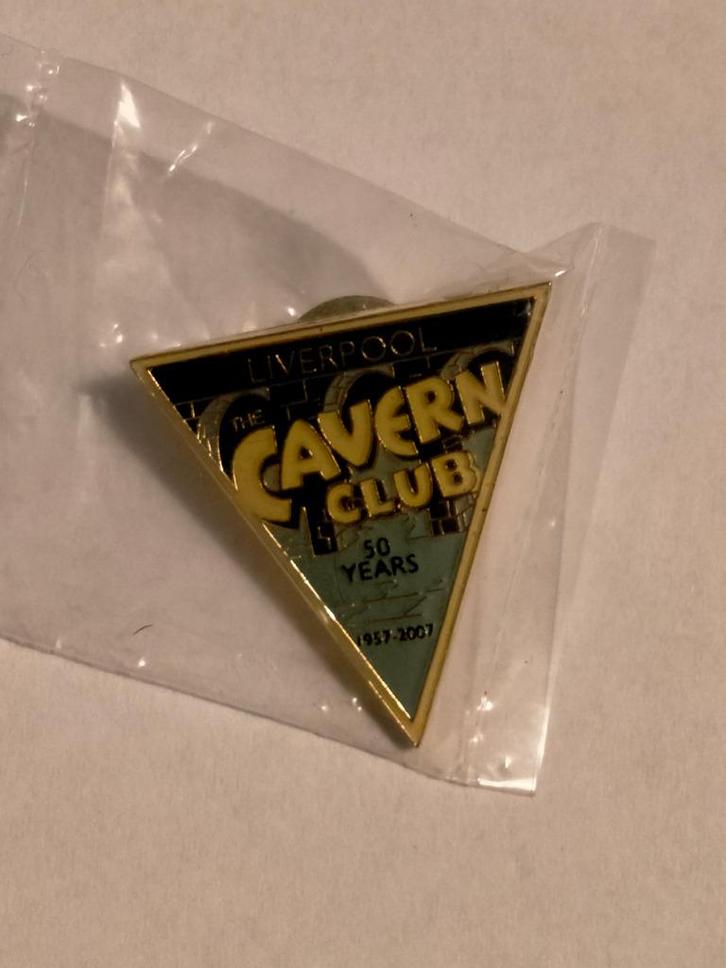 LIVERPOOL
THE
CAVERN
CLUB
50
YEARS
1957-2007